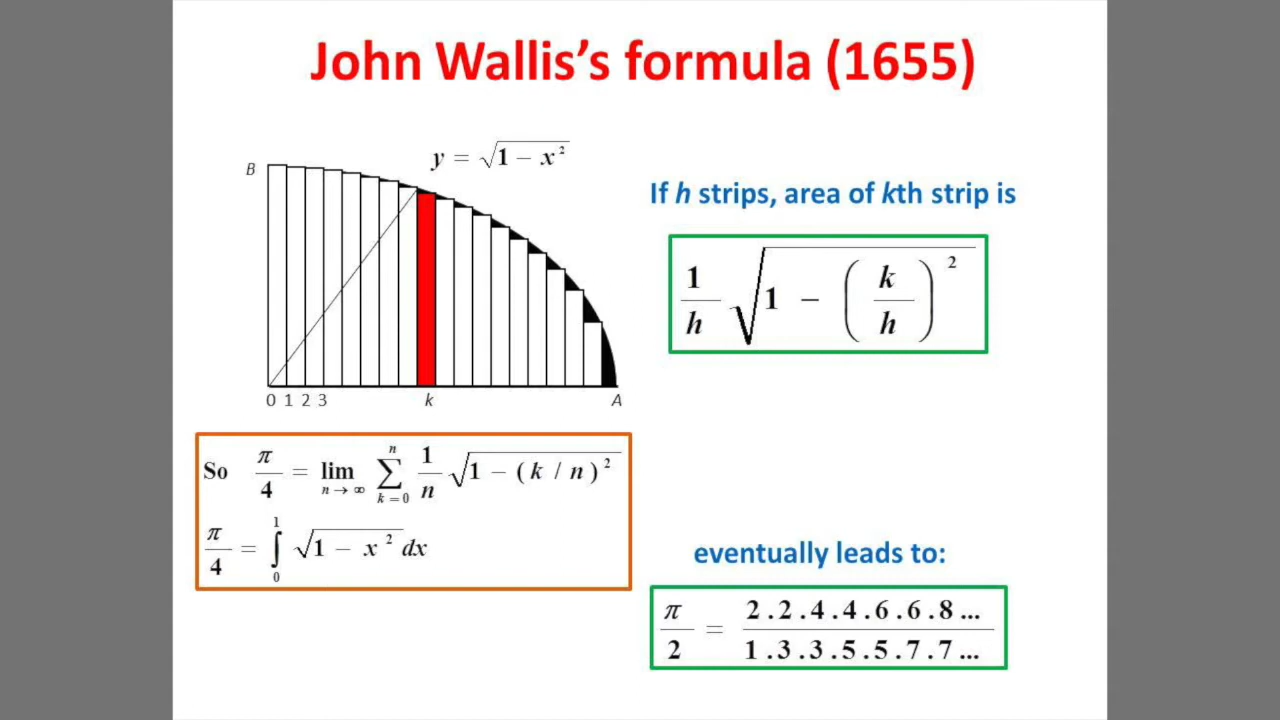 John Wallis’s formula (1655)
y = √1 − x²
B
0 1 2 3 k A
If h strips, area of kth strip is
1/h √1 − (k/h)²
So π/4 = lim n→∞ ∑ n k=0 1/n √1 − (k / n)²
π/4 = ∫ 1 0 √1 − x² dx
eventually leads to:
π/2 = 2.2.4.4.6.6.8... / 1.3.3.5.5.7.7...